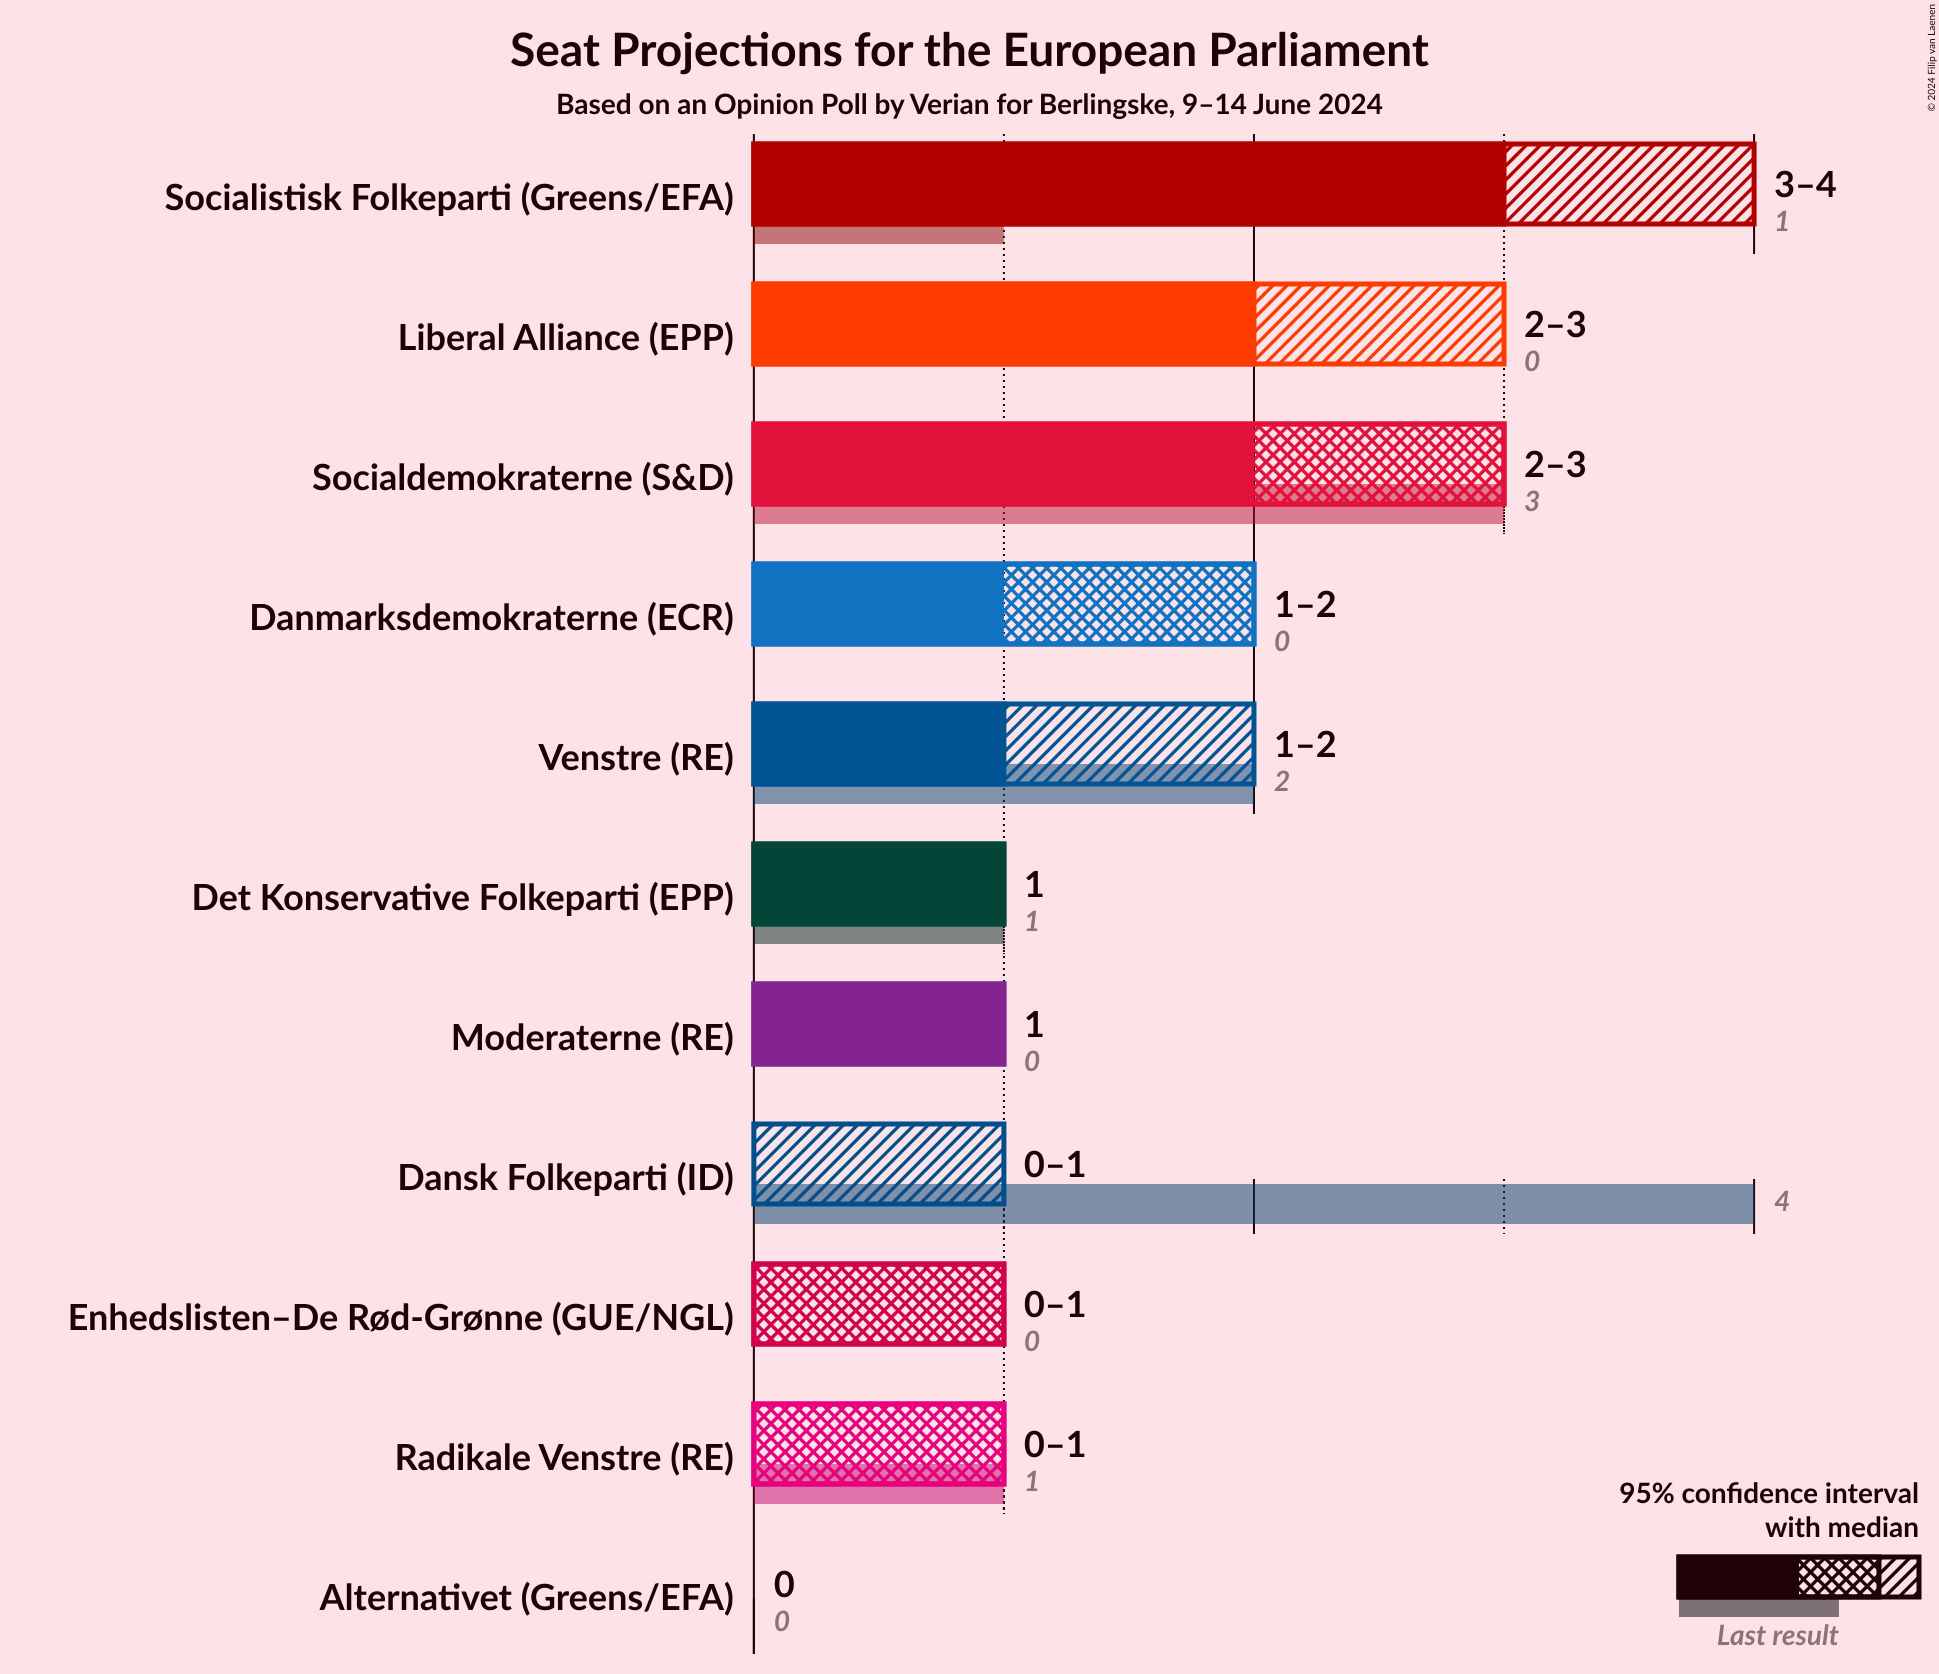 Seat Projections for the European Parliament
Based on an Opinion Poll by Verian for Berlingske, 9–14 June 2024
© 2024 Filip van Laenen
Socialistisk Folkeparti (Greens/EFA)
3–4
1
Liberal Alliance (EPP)
2–3
0
Socialdemokraterne (S&D)
2–3
3
Danmarksdemokraterne (ECR)
1–2
0
Venstre (RE)
1–2
2
Det Konservative Folkeparti (EPP)
1
1
Moderaterne (RE)
1
0
Dansk Folkeparti (ID)
0–1
4
Enhedslisten–De Rød-Grønne (GUE/NGL)
0–1
0
Radikale Venstre (RE)
0–1
1
Alternativet (Greens/EFA)
0
0
95% confidence interval
with median
Last result